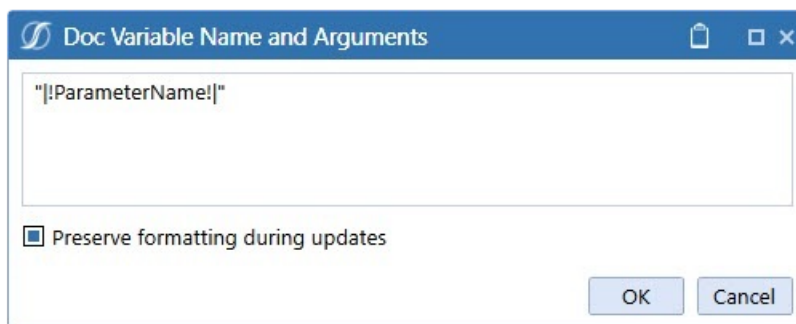 Doc Variable Name and Arguments
"|!ParameterName!|"
Preserve formatting during updates
OK
Cancel